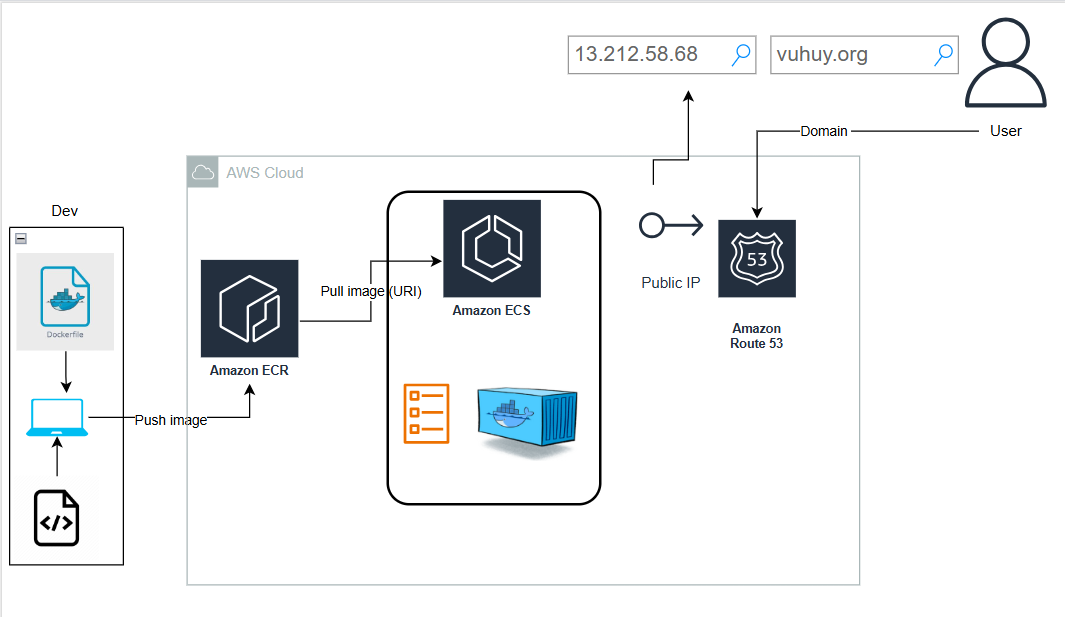 13.212.58.68
vuhuy.org
Domain
User
AWS Cloud
Dev
Dockerfile
Pull image (URI)
Amazon ECS
Public IP
53
Amazon
Route 53
Amazon ECR
Push image
</>